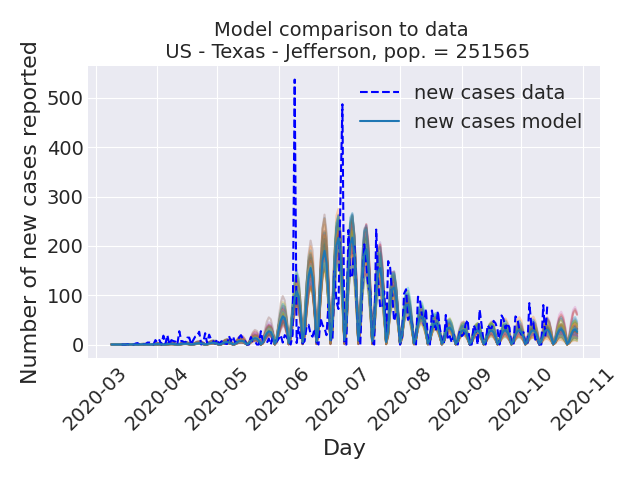 Model comparison to data
US - Texas - Jefferson, pop. = 251565
Number of new cases reported
500
400
300
200
100
0
new cases data
new cases model
2020-03
2020-04
2020-05
2020-06
2020-07
2020-08
2020-09
2020-10
2020-11
Day